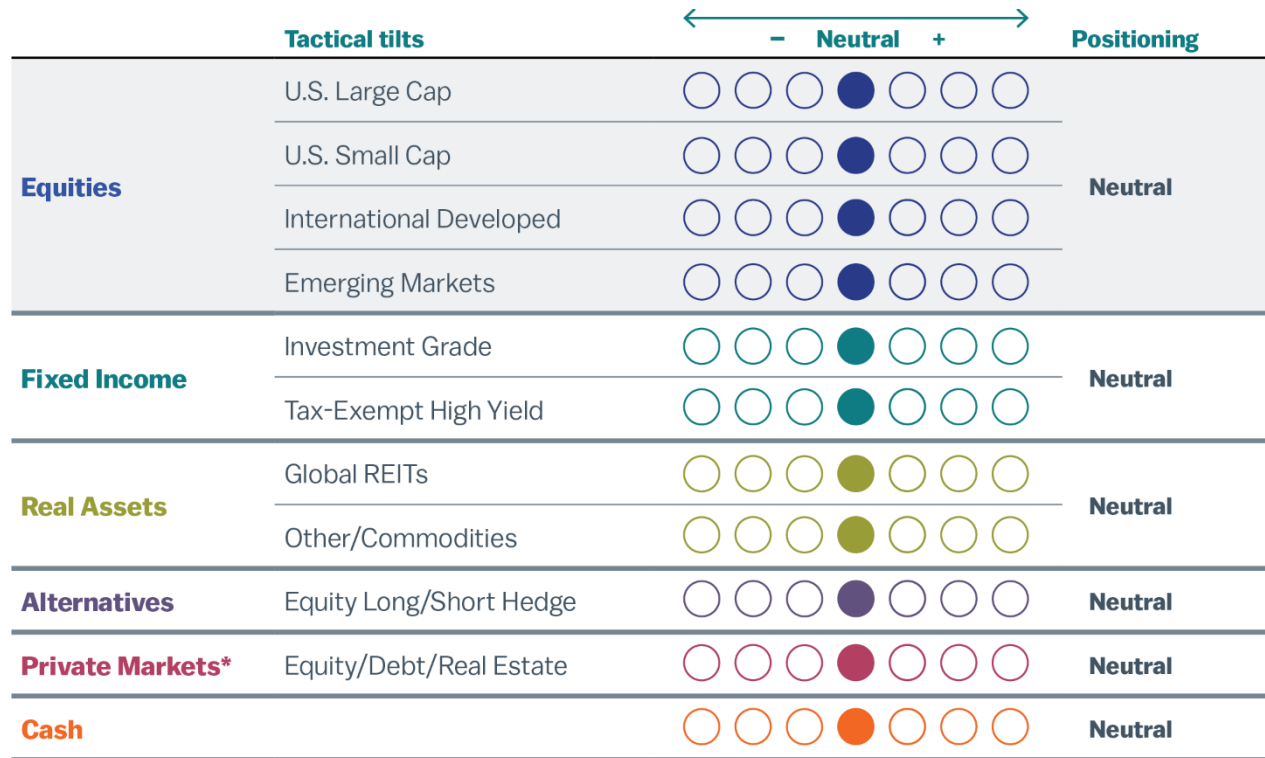 Tactical tilts − Neutral + Positioning
Equities
U.S. Large Cap
U.S. Small Cap
International Developed
Emerging Markets
Neutral
Fixed Income
Investment Grade
Tax-Exempt High Yield
Neutral
Real Assets
Global REITs
Other/Commodities
Neutral
Alternatives Equity Long/Short Hedge Neutral
Private Markets* Equity/Debt/Real Estate Neutral
Cash Neutral